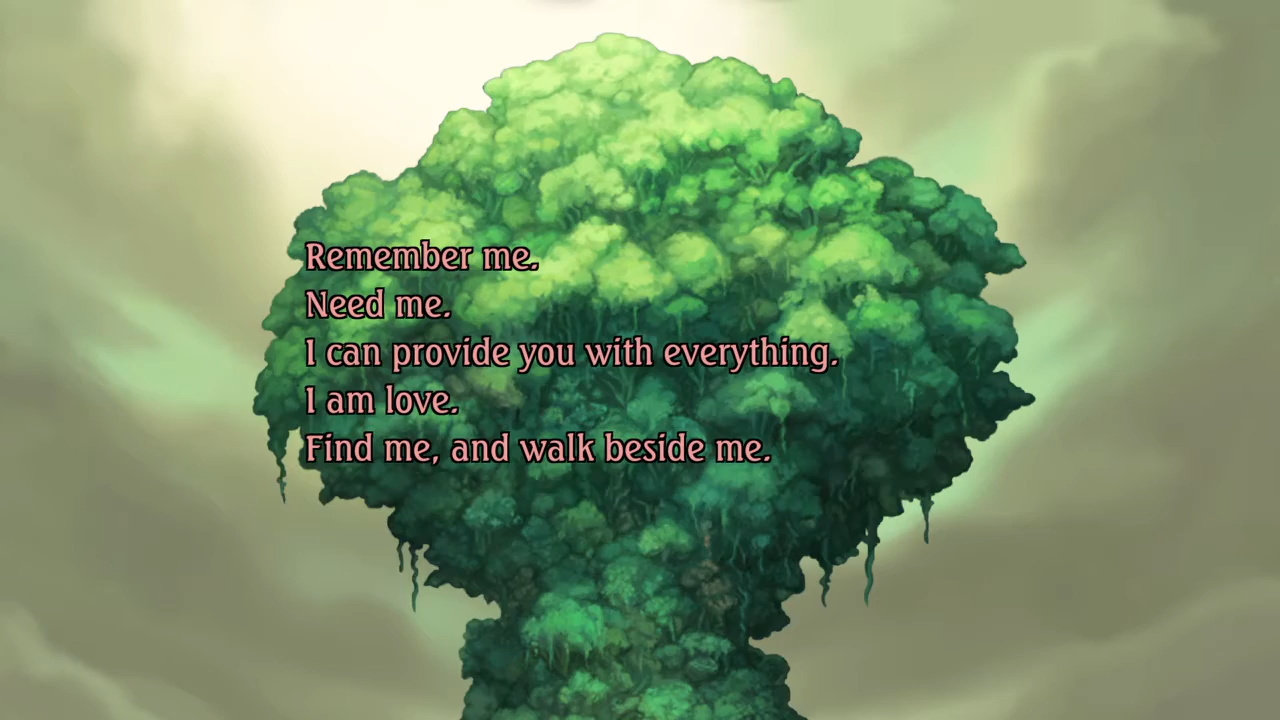 Remember me.
Need me.
I can provide you with everything.
I am love.
Find me, and walk beside me.